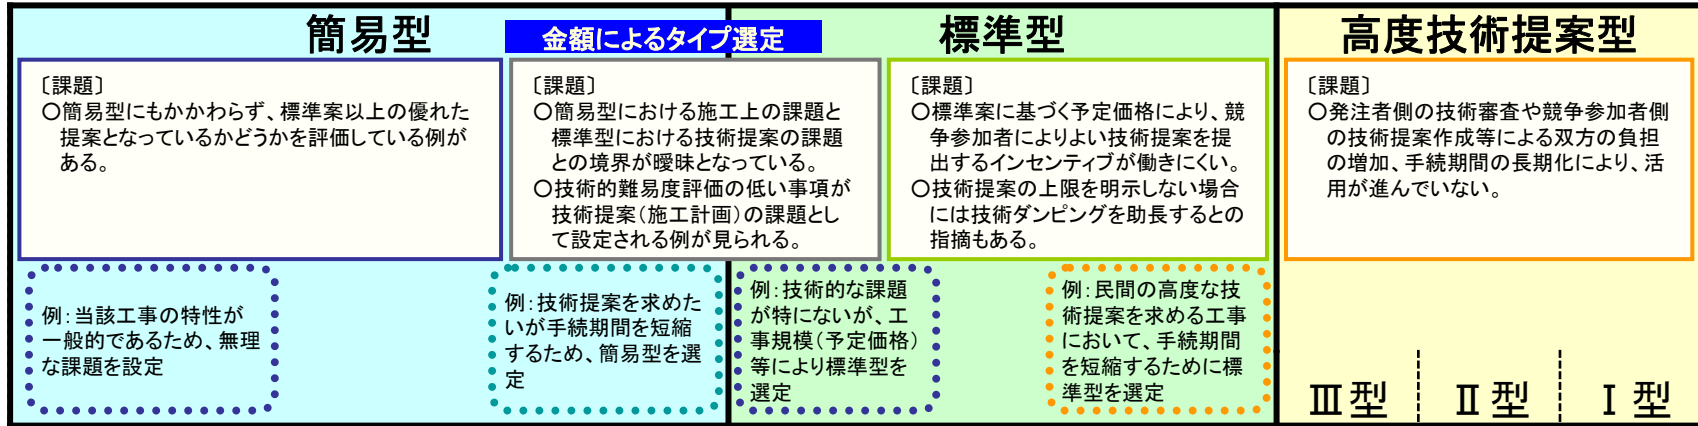 簡易型
金額によるタイプ選定
標準型
高度技術提案型
〔課題〕
○簡易型にもかかわらず、標準案以上の優れた
提案となっているかどうかを評価している例が
ある。
〔課題〕
○簡易型における施工上の課題と
標準型における技術提案の課題
との境界が曖昧となっている。
○技術的難易度評価の低い事項が
技術提案(施工計画)の課題とし
て設定される例が見られる。
〔課題〕
○標準案に基づく予定価格により、競
争参加者によりよい技術提案を提
出するインセンティブが働きにくい。
○技術提案の上限を明示しない場合
には技術ダンピングを助長するとの
指摘もある。
〔課題〕
○発注者側の技術審査や競争参加者側
の技術提案作成等による双方の負担
の増加、手続期間の長期化により、活
用が進んでいない。
例:当該工事の特性が
一般的であるため、無理
な課題を設定
例:技術提案を求めた
いが手続期間を短縮
するため、簡易型を選
定
例:技術的な課題
が特にないが、工
事規模(予定価格)
等により標準型を
選定
例:民間の高度な技
術提案を求める工事
において、手続期間
を短縮するために標
準型を選定
Ⅲ型
Ⅱ型
Ⅰ型